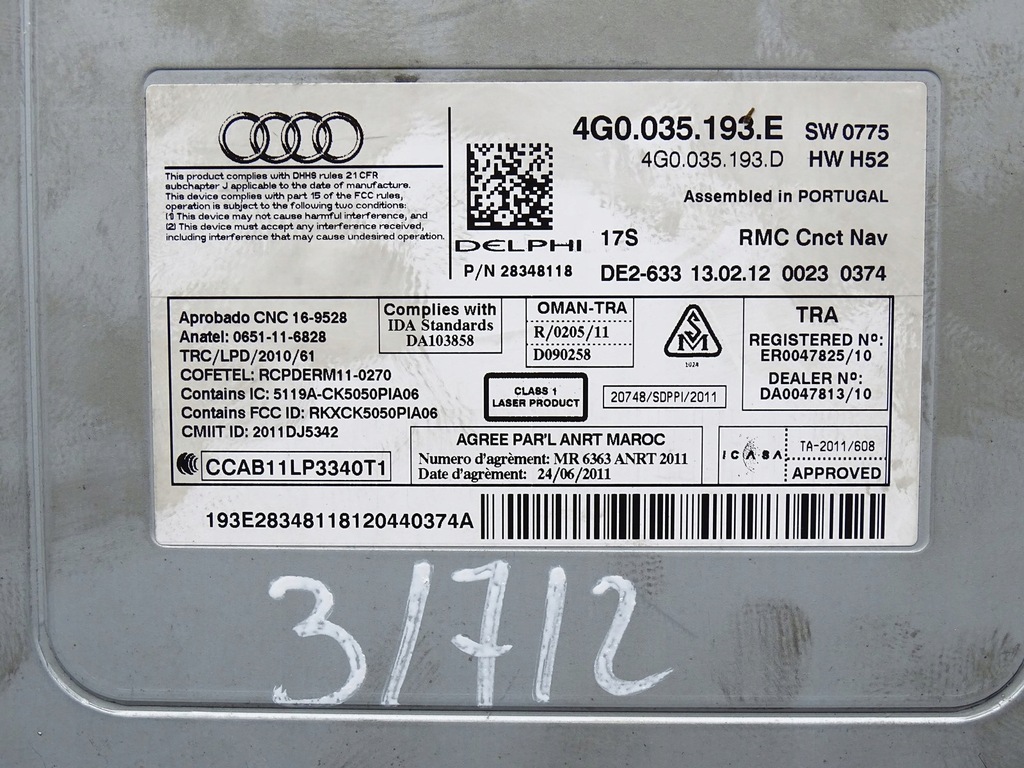 This product complies with DHHS rules 21 CFR
subchapter J applicable to the date of manufacture.
This device complies with part 15 of the FCC rules,
operation is subject to the following two conditions:
(1) This device may not cause harmful interference, and
(2) This device must accept any interference received,
including interference that may cause undesired operation.
DELPHI
P/N 28348118
4G0.035.193.E SW 0775
4G0.035.193.D HW H52
Assembled in PORTUGAL
17S RMC Cnct Nav
DE2-633 13.02.12 0023 0374
Aprobado CNC 16-9528
Anatel: 0651-11-6828
TRC/LPD/2010/61
COFETEL: RCPDERM11-0270
Contains IC: 5119A-CK5050PIA06
Contains FCC ID: RKXCK5050PIA06
CMIIT ID: 2011DJ5342
CCAB11LP3340T1
Complies with
IDA Standards
DA103858
OMAN-TRA
R/0205/11
D090258
CLASS 1
LASER PRODUCT
SM
1024
20748/SDPPI/2011
TRA
REGISTERED Nº:
ER0047825/10
DEALER Nº:
DA0047813/10
AGREE PAR'L ANRT MAROC
Numero d'agrèment: MR 6363 ANRT 2011
Date d'agrèment: 24/06/2011
ICASA
TA-2011/608
APPROVED
193E28348118120440374A
3/7/2